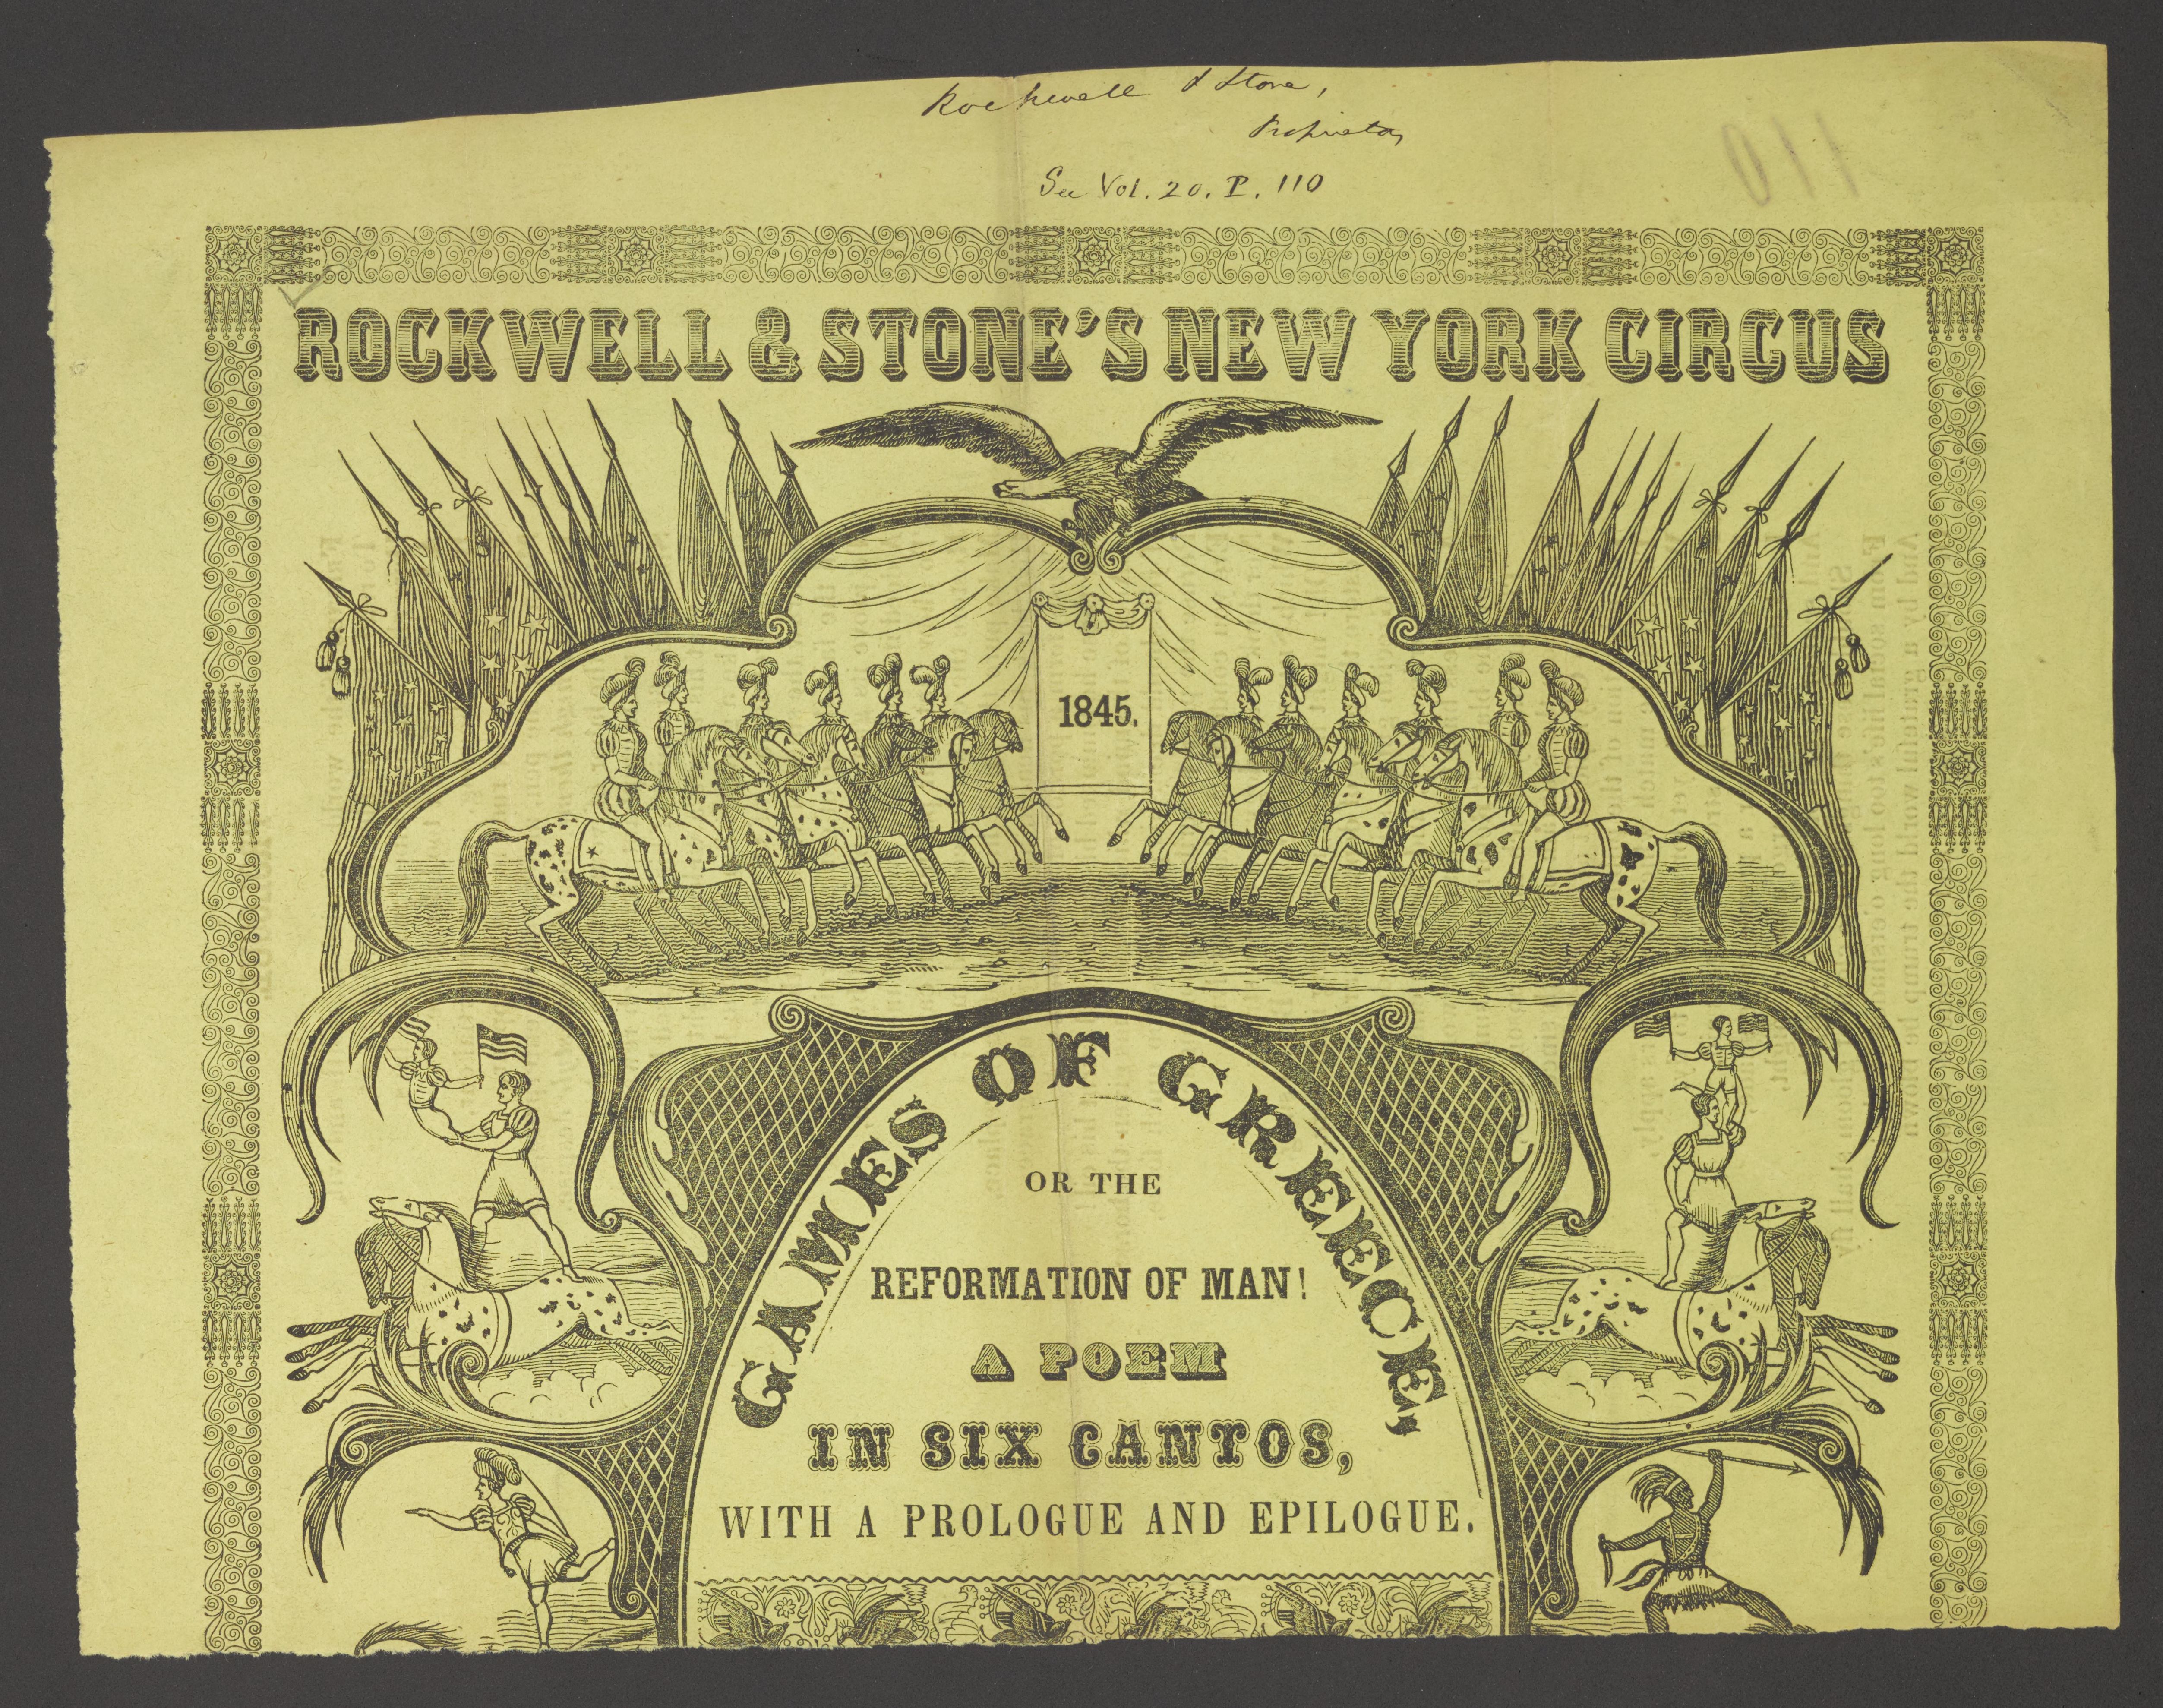 Rockwell & Stone,
Proprietors
See Vol. 20. P. 110
110
ROCKWELL & STONE'S NEW YORK CIRCUS
1845.
GAMES OF GREECE,
OR THE
REFORMATION OF MAN!
A POEM
IN SIX CANTOS,
WITH A PROLOGUE AND EPILOGUE.